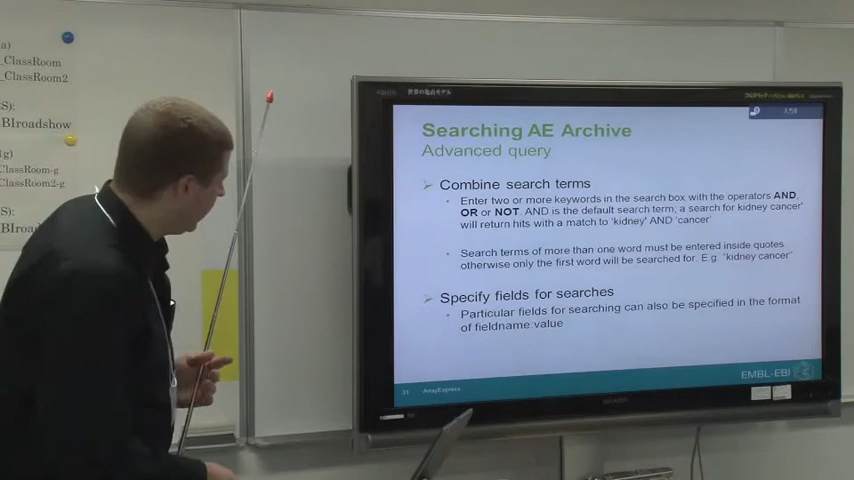 a)
_ClassRoom
_ClassRoom2
S):
BIroadshow
g)
ClassRoom-g
ClassRoom2-g
S):
BIroadsh
Searching AE Archive
Advanced query
Combine search terms
Enter two or more keywords in the search box with the operators AND,
OR or NOT. AND is the default search term; a search for kidney cancer'
will return hits with a match to 'kidney' AND 'cancer'
Search terms of more than one word must be entered inside quotes
otherwise only the first word will be searched for. E.g. "kidney cancer"
Specify fields for searches
Particular fields for searching can also be specified in the format
of fieldname:value
31 ArrayExpress
EMBL-EBI
SHARP